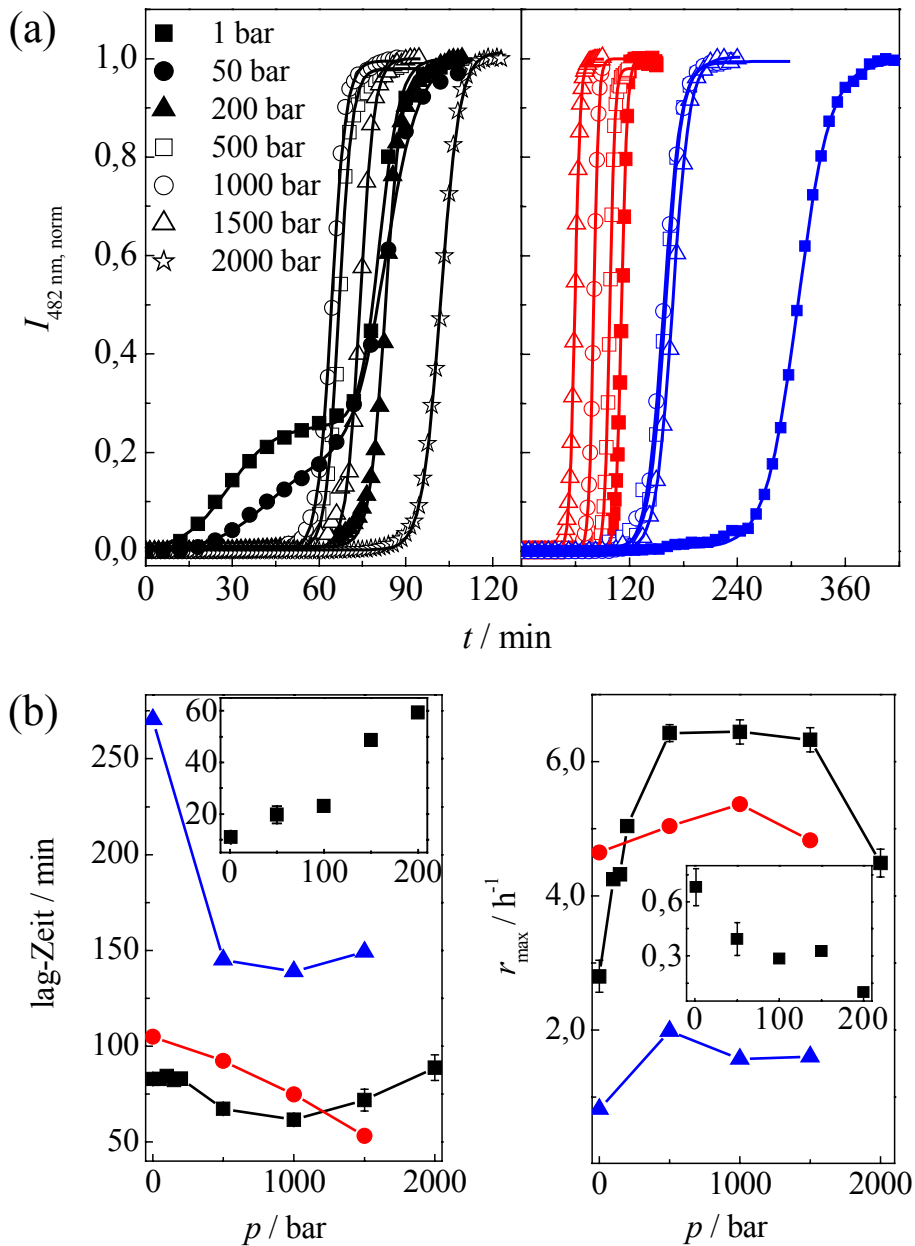 (a)
1 bar
50 bar
200 bar
500 bar
1000 bar
1500 bar
2000 bar
1,0
0,8
0,6
0,4
0,2
0,0
I482 nm, norm
0 30 60 90 120 120 240 360
t / min
(b)
lag-Zeit / min
250
200
150
100
50
60
40
20
0 100 200
0 1000 2000
p / bar
rmax / h-1
6,0
4,0
2,0
0,6
0,3
0 100 200
0 1000 2000
p / bar